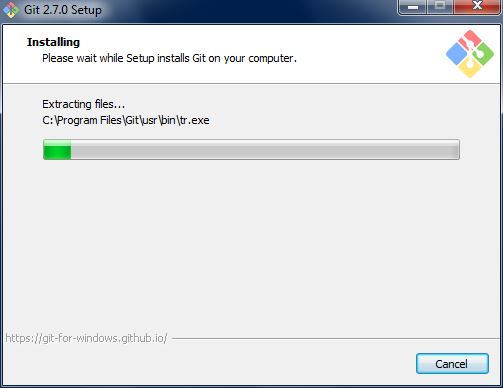 Git 2.7.0 Setup
Installing
Please wait while Setup installs Git on your computer.
Extracting files...
C:\Program Files\Git\usr\bin\tr.exe
https://git-for-windows.github.io/
Cancel